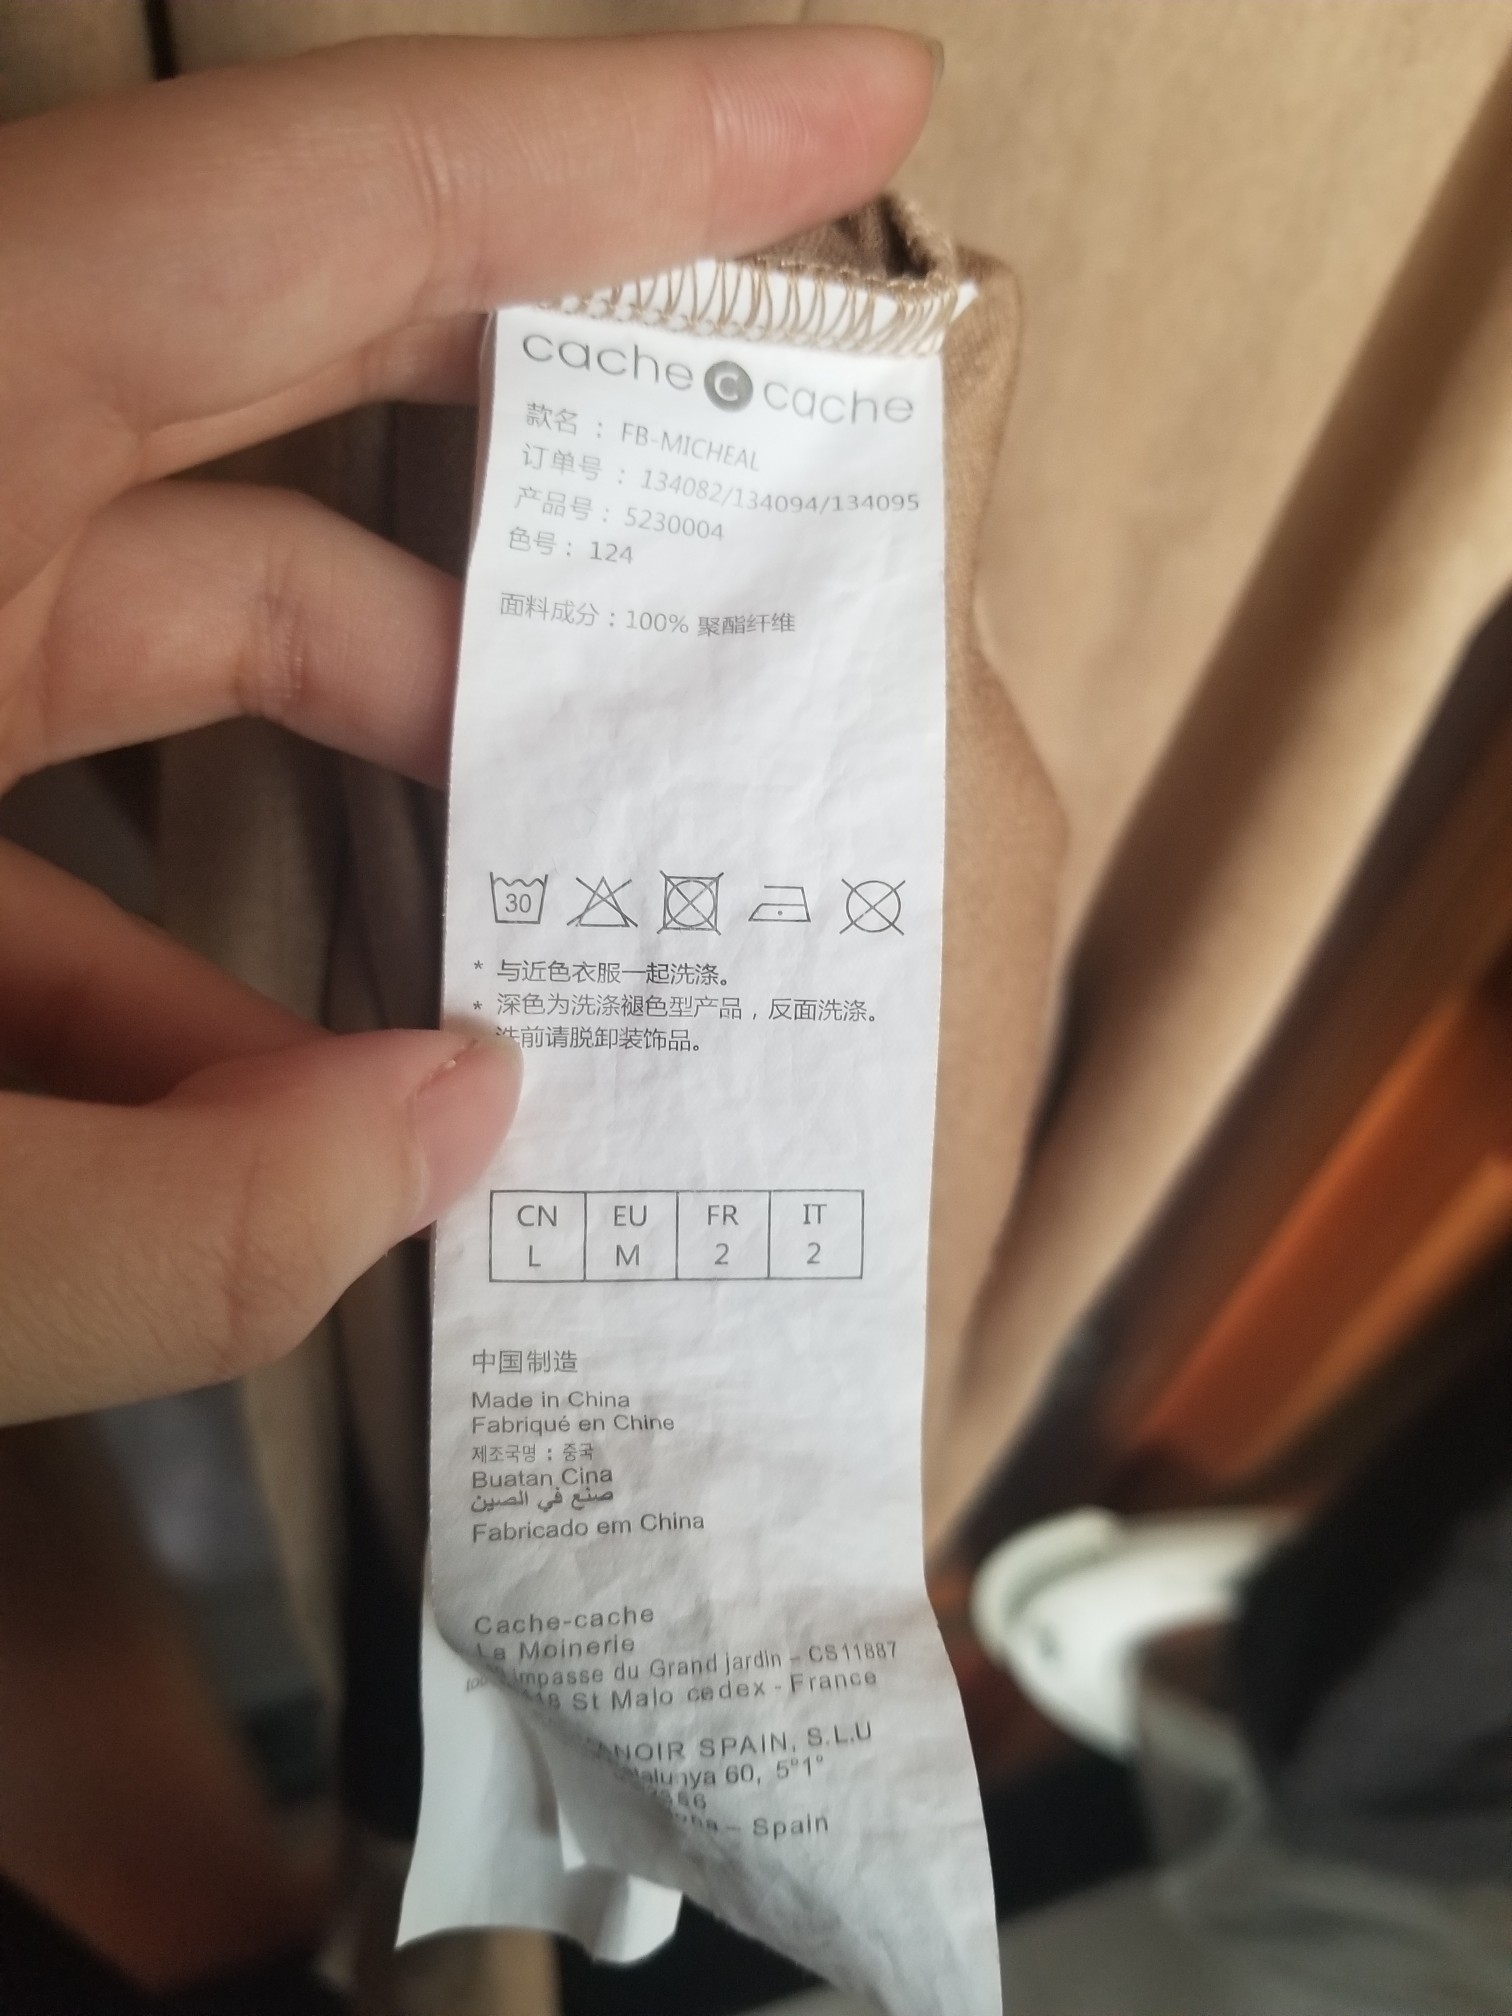 cache c cache
款名：FB-MICHEAL
订单号：134082/134094/134095
产品号：5230004
色号：124
面料成分：100% 聚酯纤维
30
* 与近色衣服一起洗涤。
* 深色为洗涤褪色型产品，反面洗涤。
洗前请脱卸装饰品。
CN EU FR IT
L M 2 2
中国制造
Made in China
Fabriqué en Chine
제조국명 : 중국
Buatan Cina
صنع في الصين
Fabricado em China
Cache-cache
La Moinerie
impasse du Grand jardin – CS11887
St Malo cedex - France
SPAIN, S.L.U
60, 5°1°
– Spain